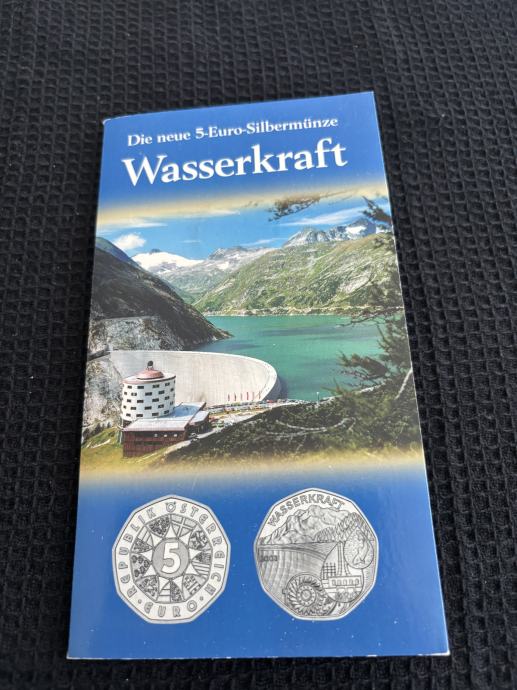 Die neue 5-Euro-Silbermünze
Wasserkraft
REPUBLIK ÖSTERREICH
5
·EURO·
WASSERKRAFT